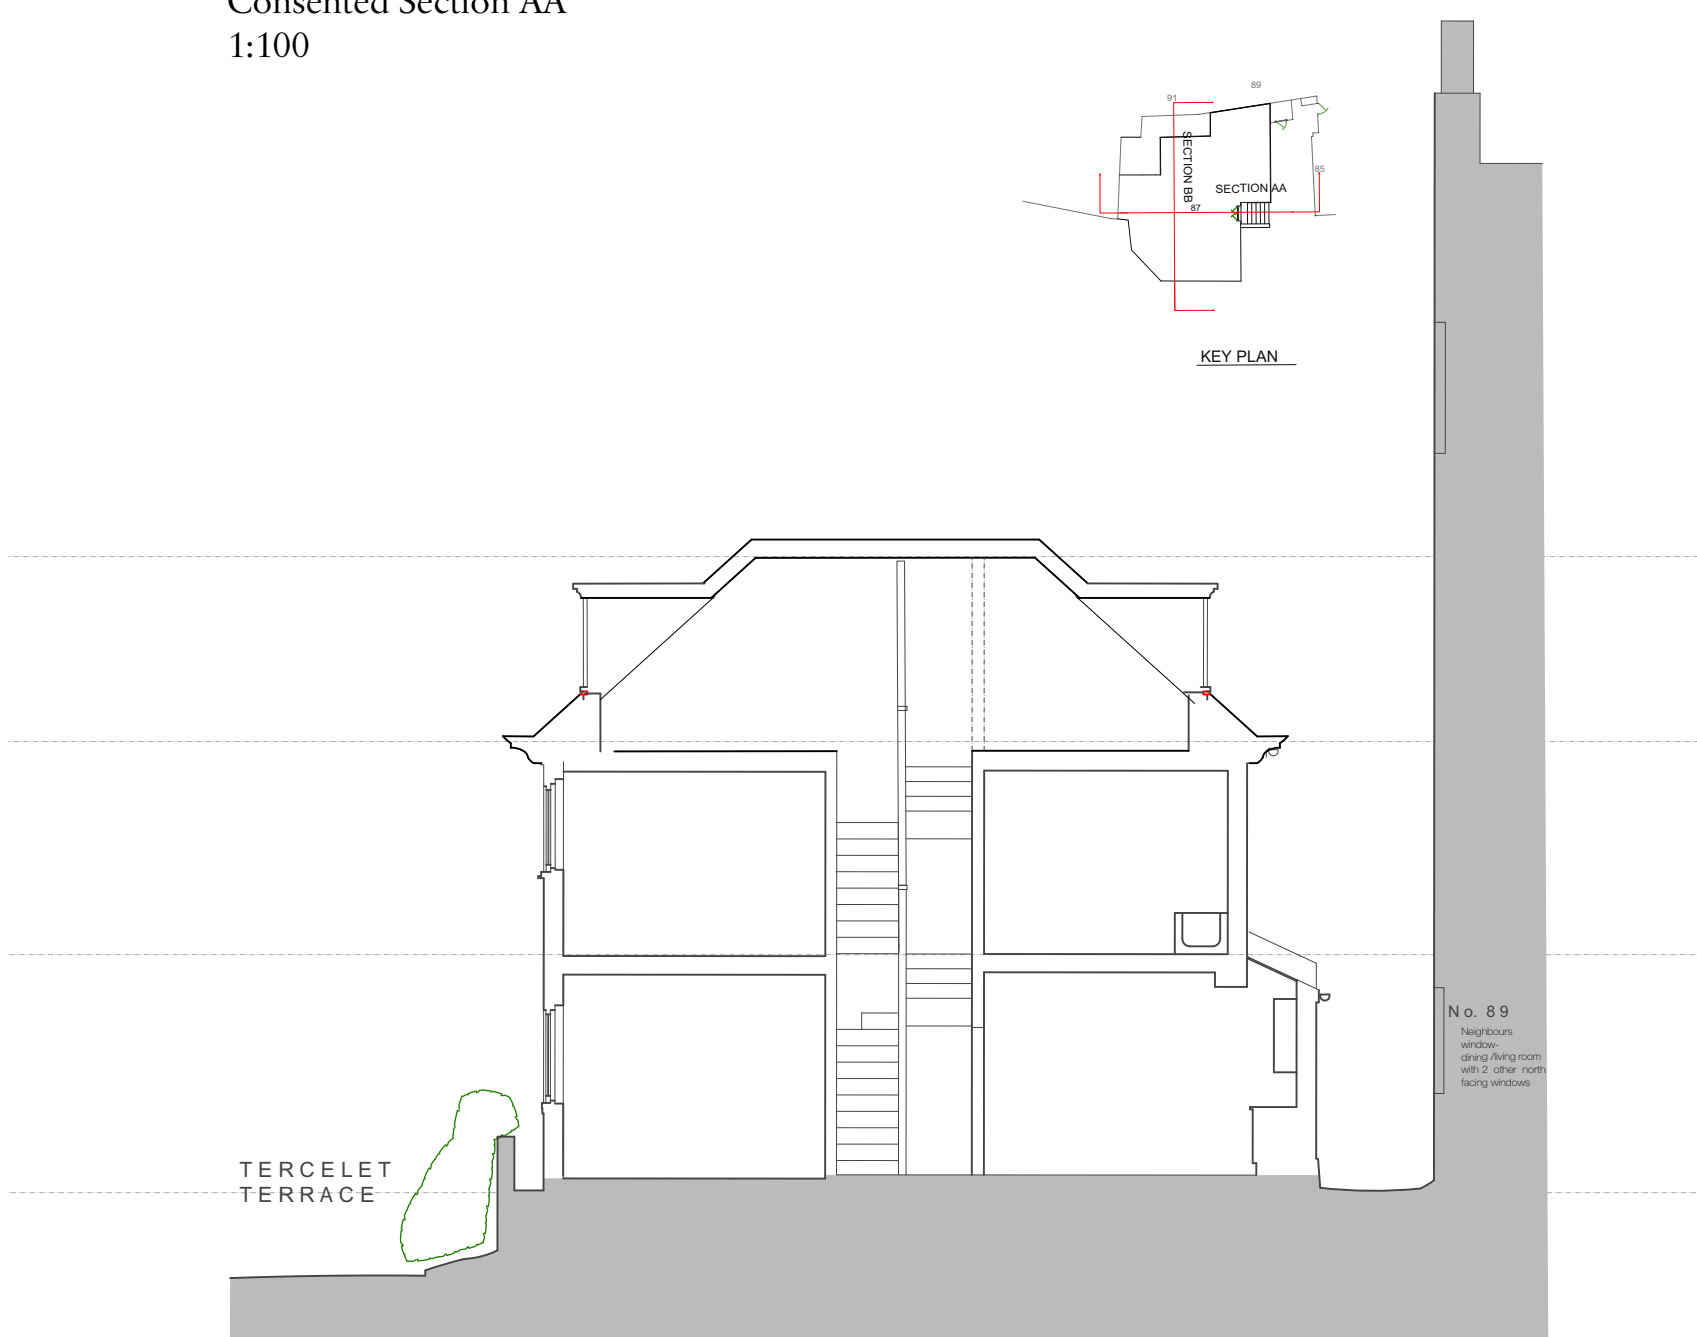 Consented Section AA
1:100
91
89
SECTION BB
85
SECTION AA
87
KEY PLAN
No. 89
Neighbours
window-
dining /living room
with 2 other north
facing windows
TERCELET
TERRACE